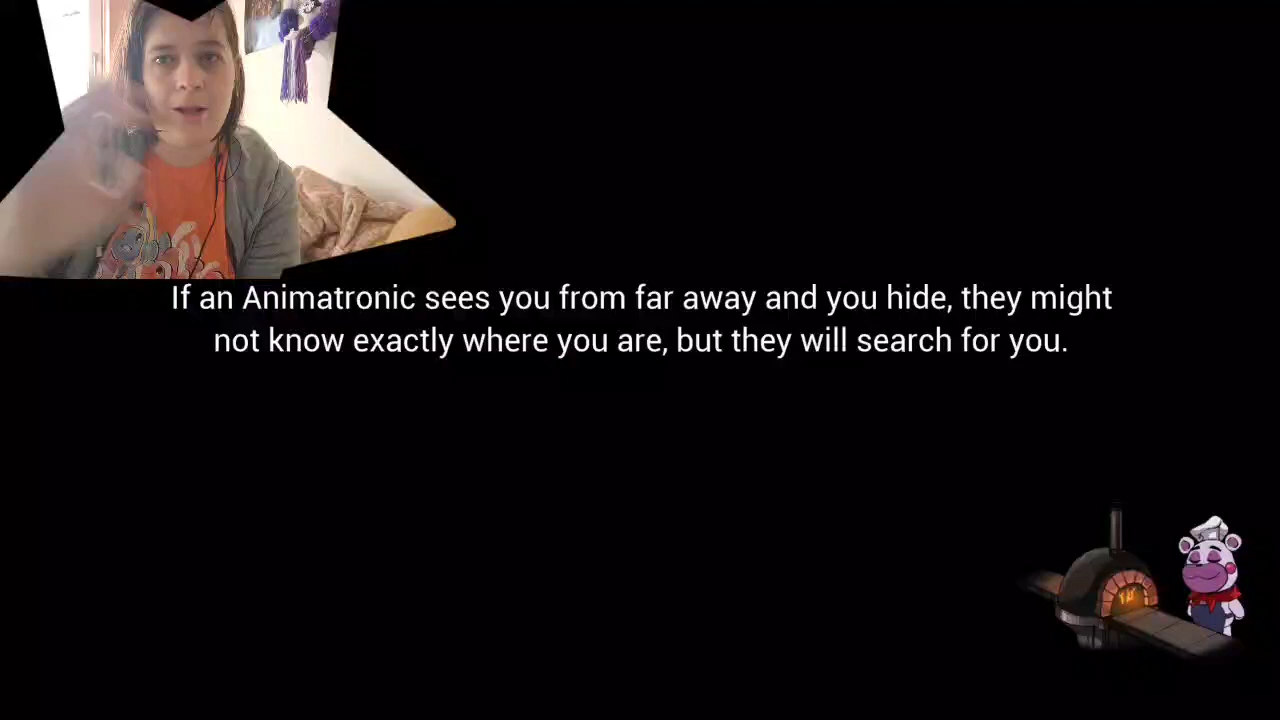 If an Animatronic sees you from far away and you hide, they might
not know exactly where you are, but they will search for you.